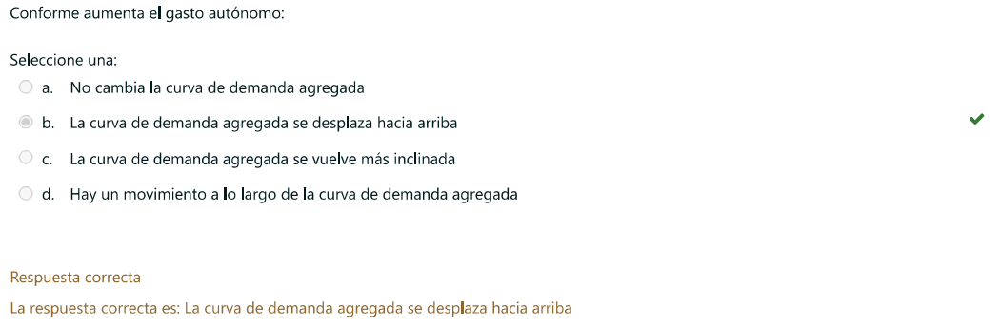 Conforme aumenta el gasto autónomo:
Seleccione una:
a. No cambia la curva de demanda agregada
b. La curva de demanda agregada se desplaza hacia arriba
c. La curva de demanda agregada se vuelve más inclinada
d. Hay un movimiento a lo largo de la curva de demanda agregada
Respuesta correcta
La respuesta correcta es: La curva de demanda agregada se desplaza hacia arriba